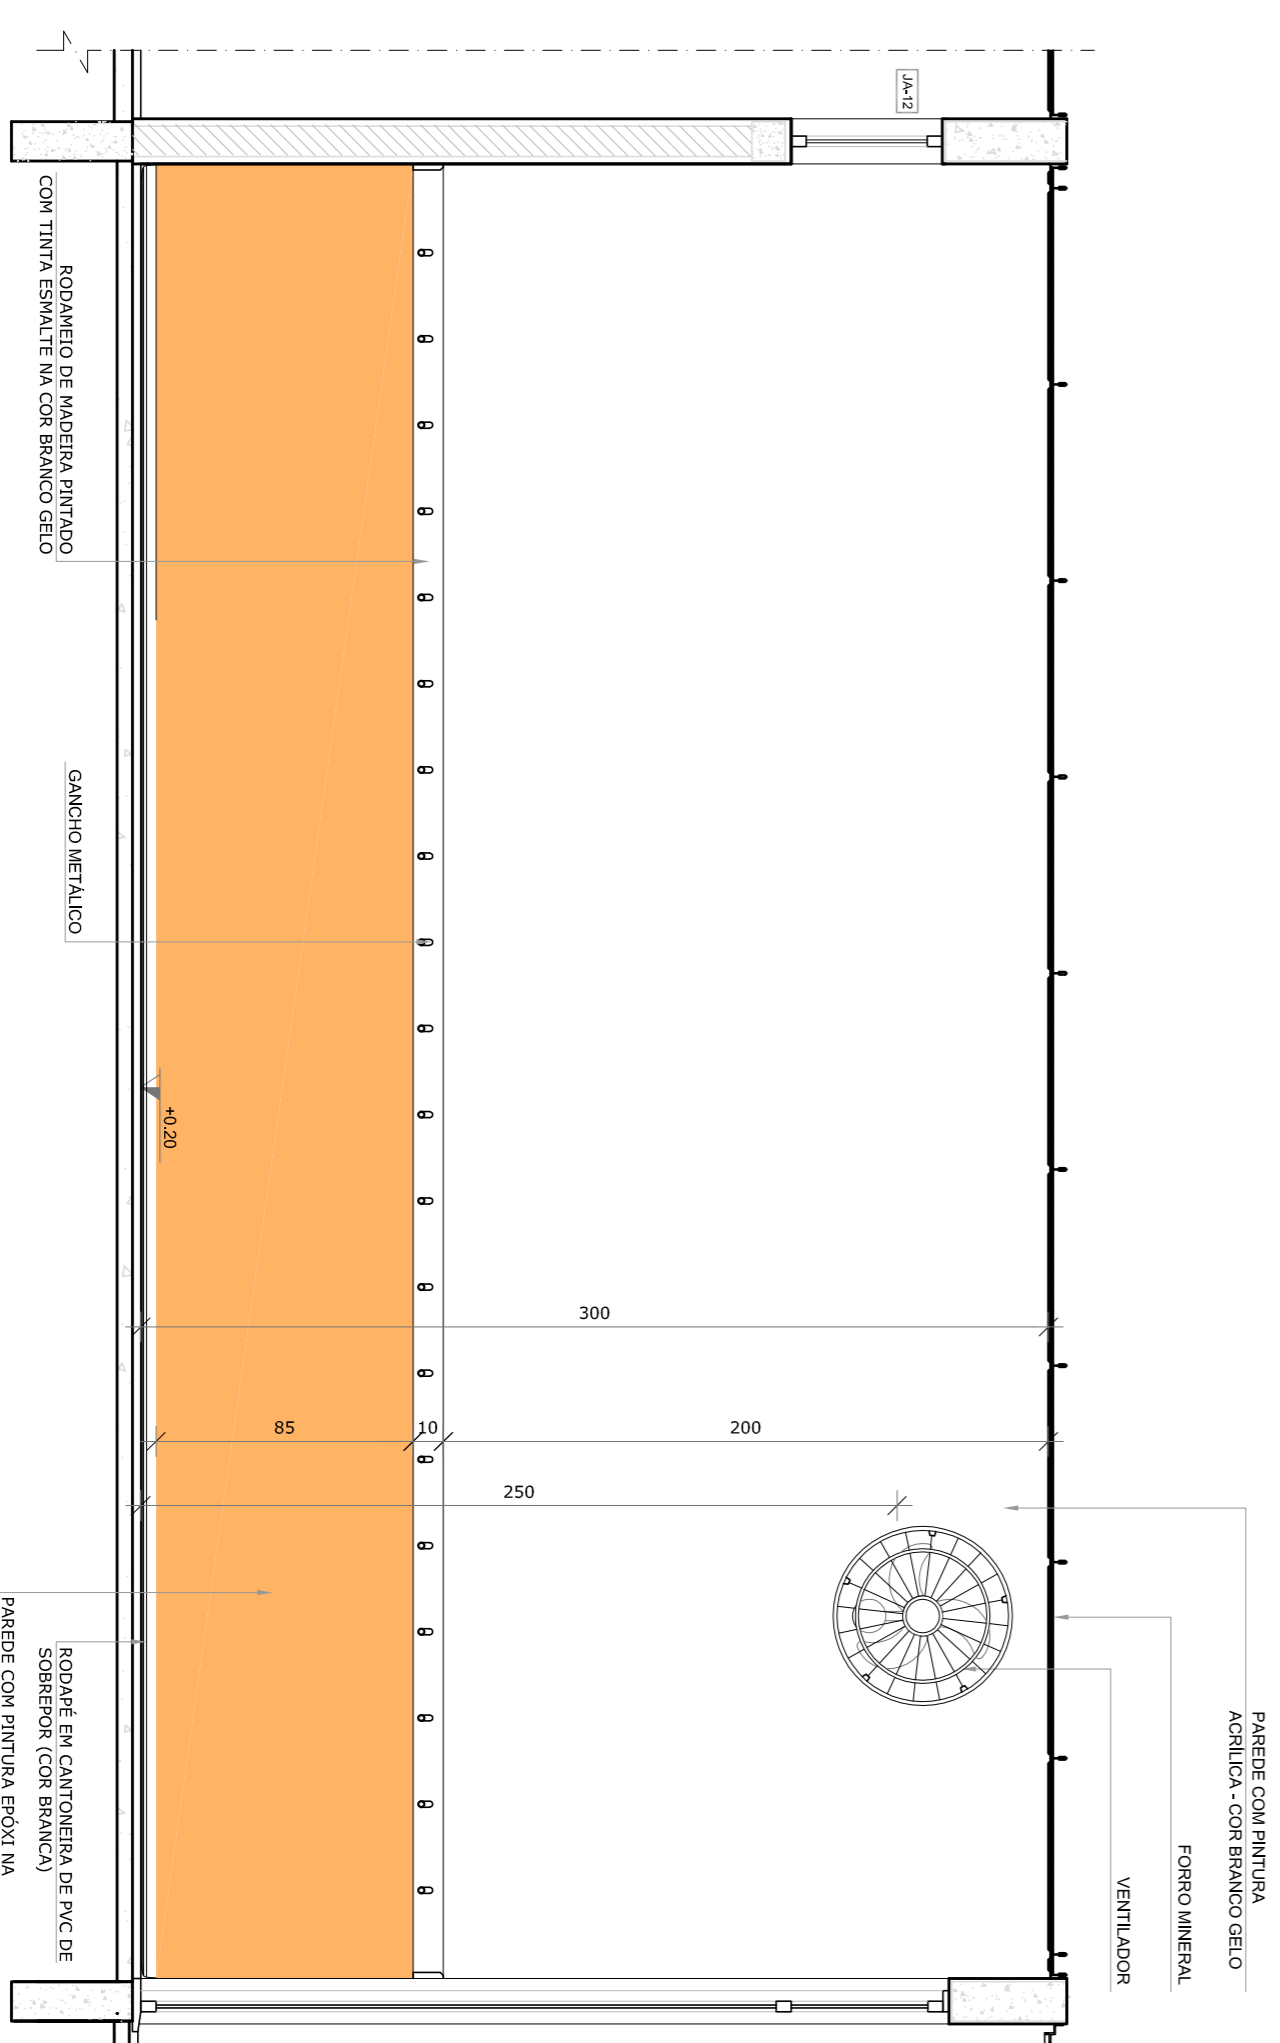 PAREDE COM PINTURA
ACRÍLICA - COR BRANCO GELO
FORRO MINERAL
VENTILADOR
JA-12
300
85
10
200
250
+0.20
RODAMEIO DE MADEIRA PINTADO
COM TINTA ESMALTE NA COR BRANCO GELO
GANCHO METÁLICO
RODAPÉ EM CANTONEIRA DE PVC DE
SOBREPOR (COR BRANCA)
PAREDE COM PINTURA EPÓXI NA